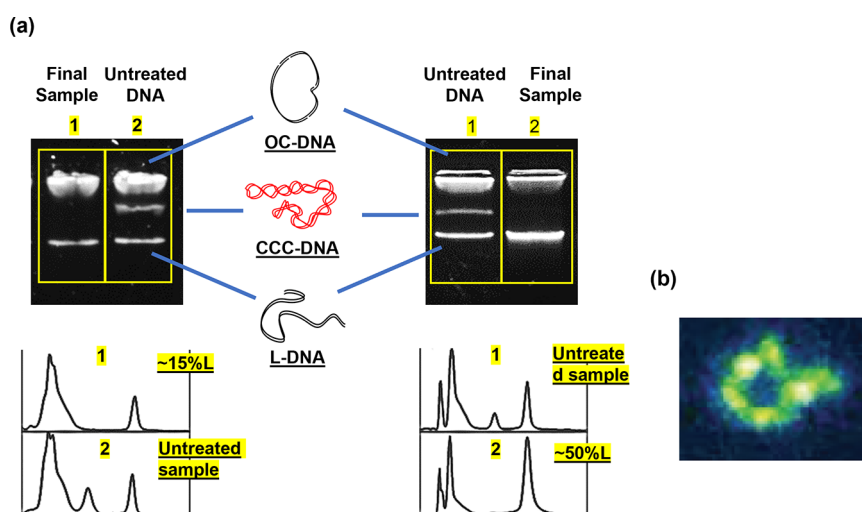 (a)
Final
Sample
Untreated
DNA
1
2
OC-DNA
CCC-DNA
L-DNA
Untreated
DNA
Final
Sample
1
2
(b)
1
~15%L
2
Untreated
sample
1
Untreate
d sample
2
~50%L